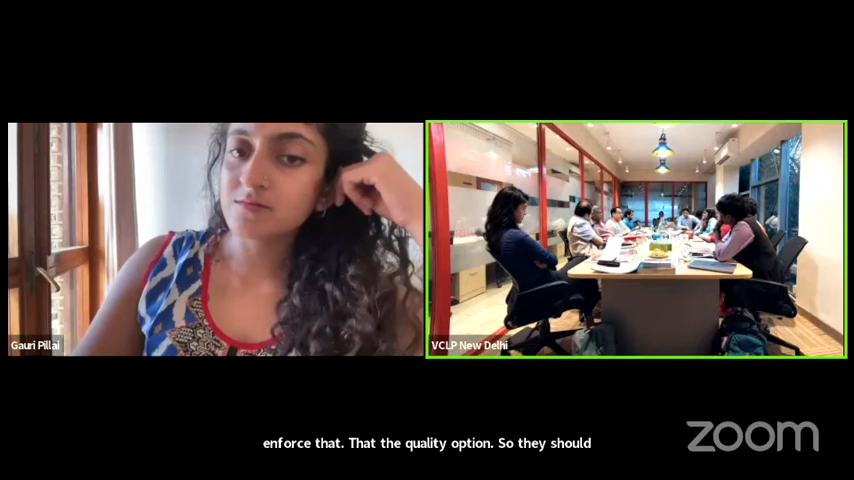 Gauri Pillai
VCLP New Delhi
enforce that. That the quality option. So they should
zoom